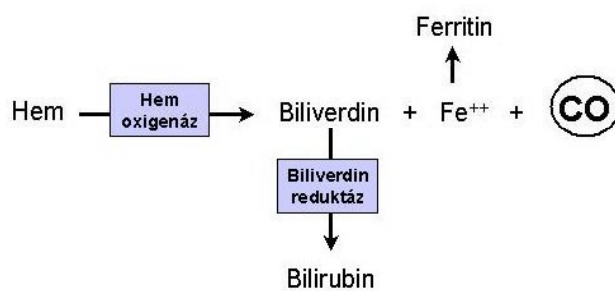 Ferritin
Hem
Hem
oxigenáz
Biliverdin + Fe++ + CO
Biliverdin
reduktáz
Bilirubin